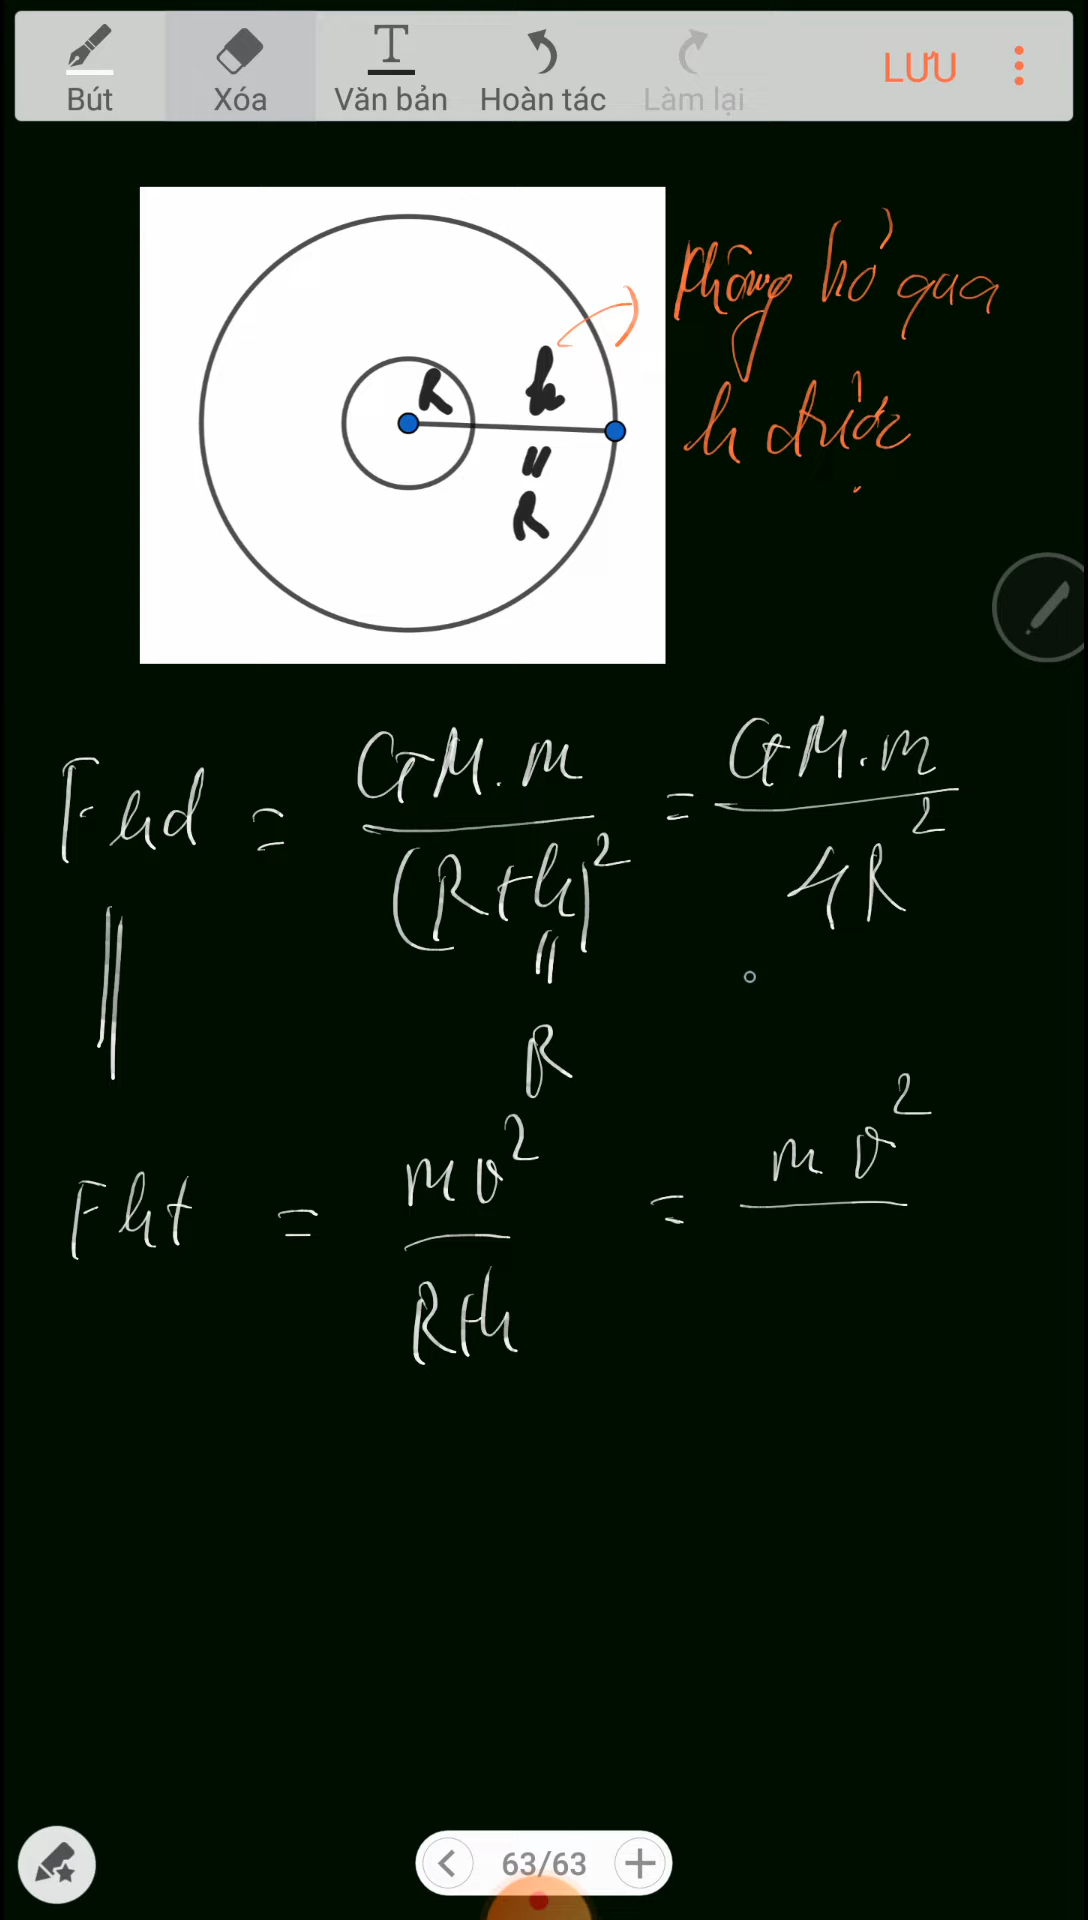 Bút Xóa Văn bản Hoàn tác Làm lại LƯU
Không bỏ qua
h được
R h
=
R
Fhd = GM.m / (R+h)² = GM.m / 4R²
||
=
R
Fht = mv² / R+h = mv²
63/63